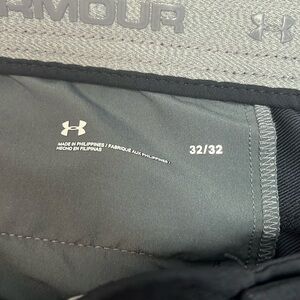 RMOUR
MADE IN PHILIPPINES / FABRIQUÉ AUX PHILIPPINES /
HECHO EN FILIPINAS
32/32